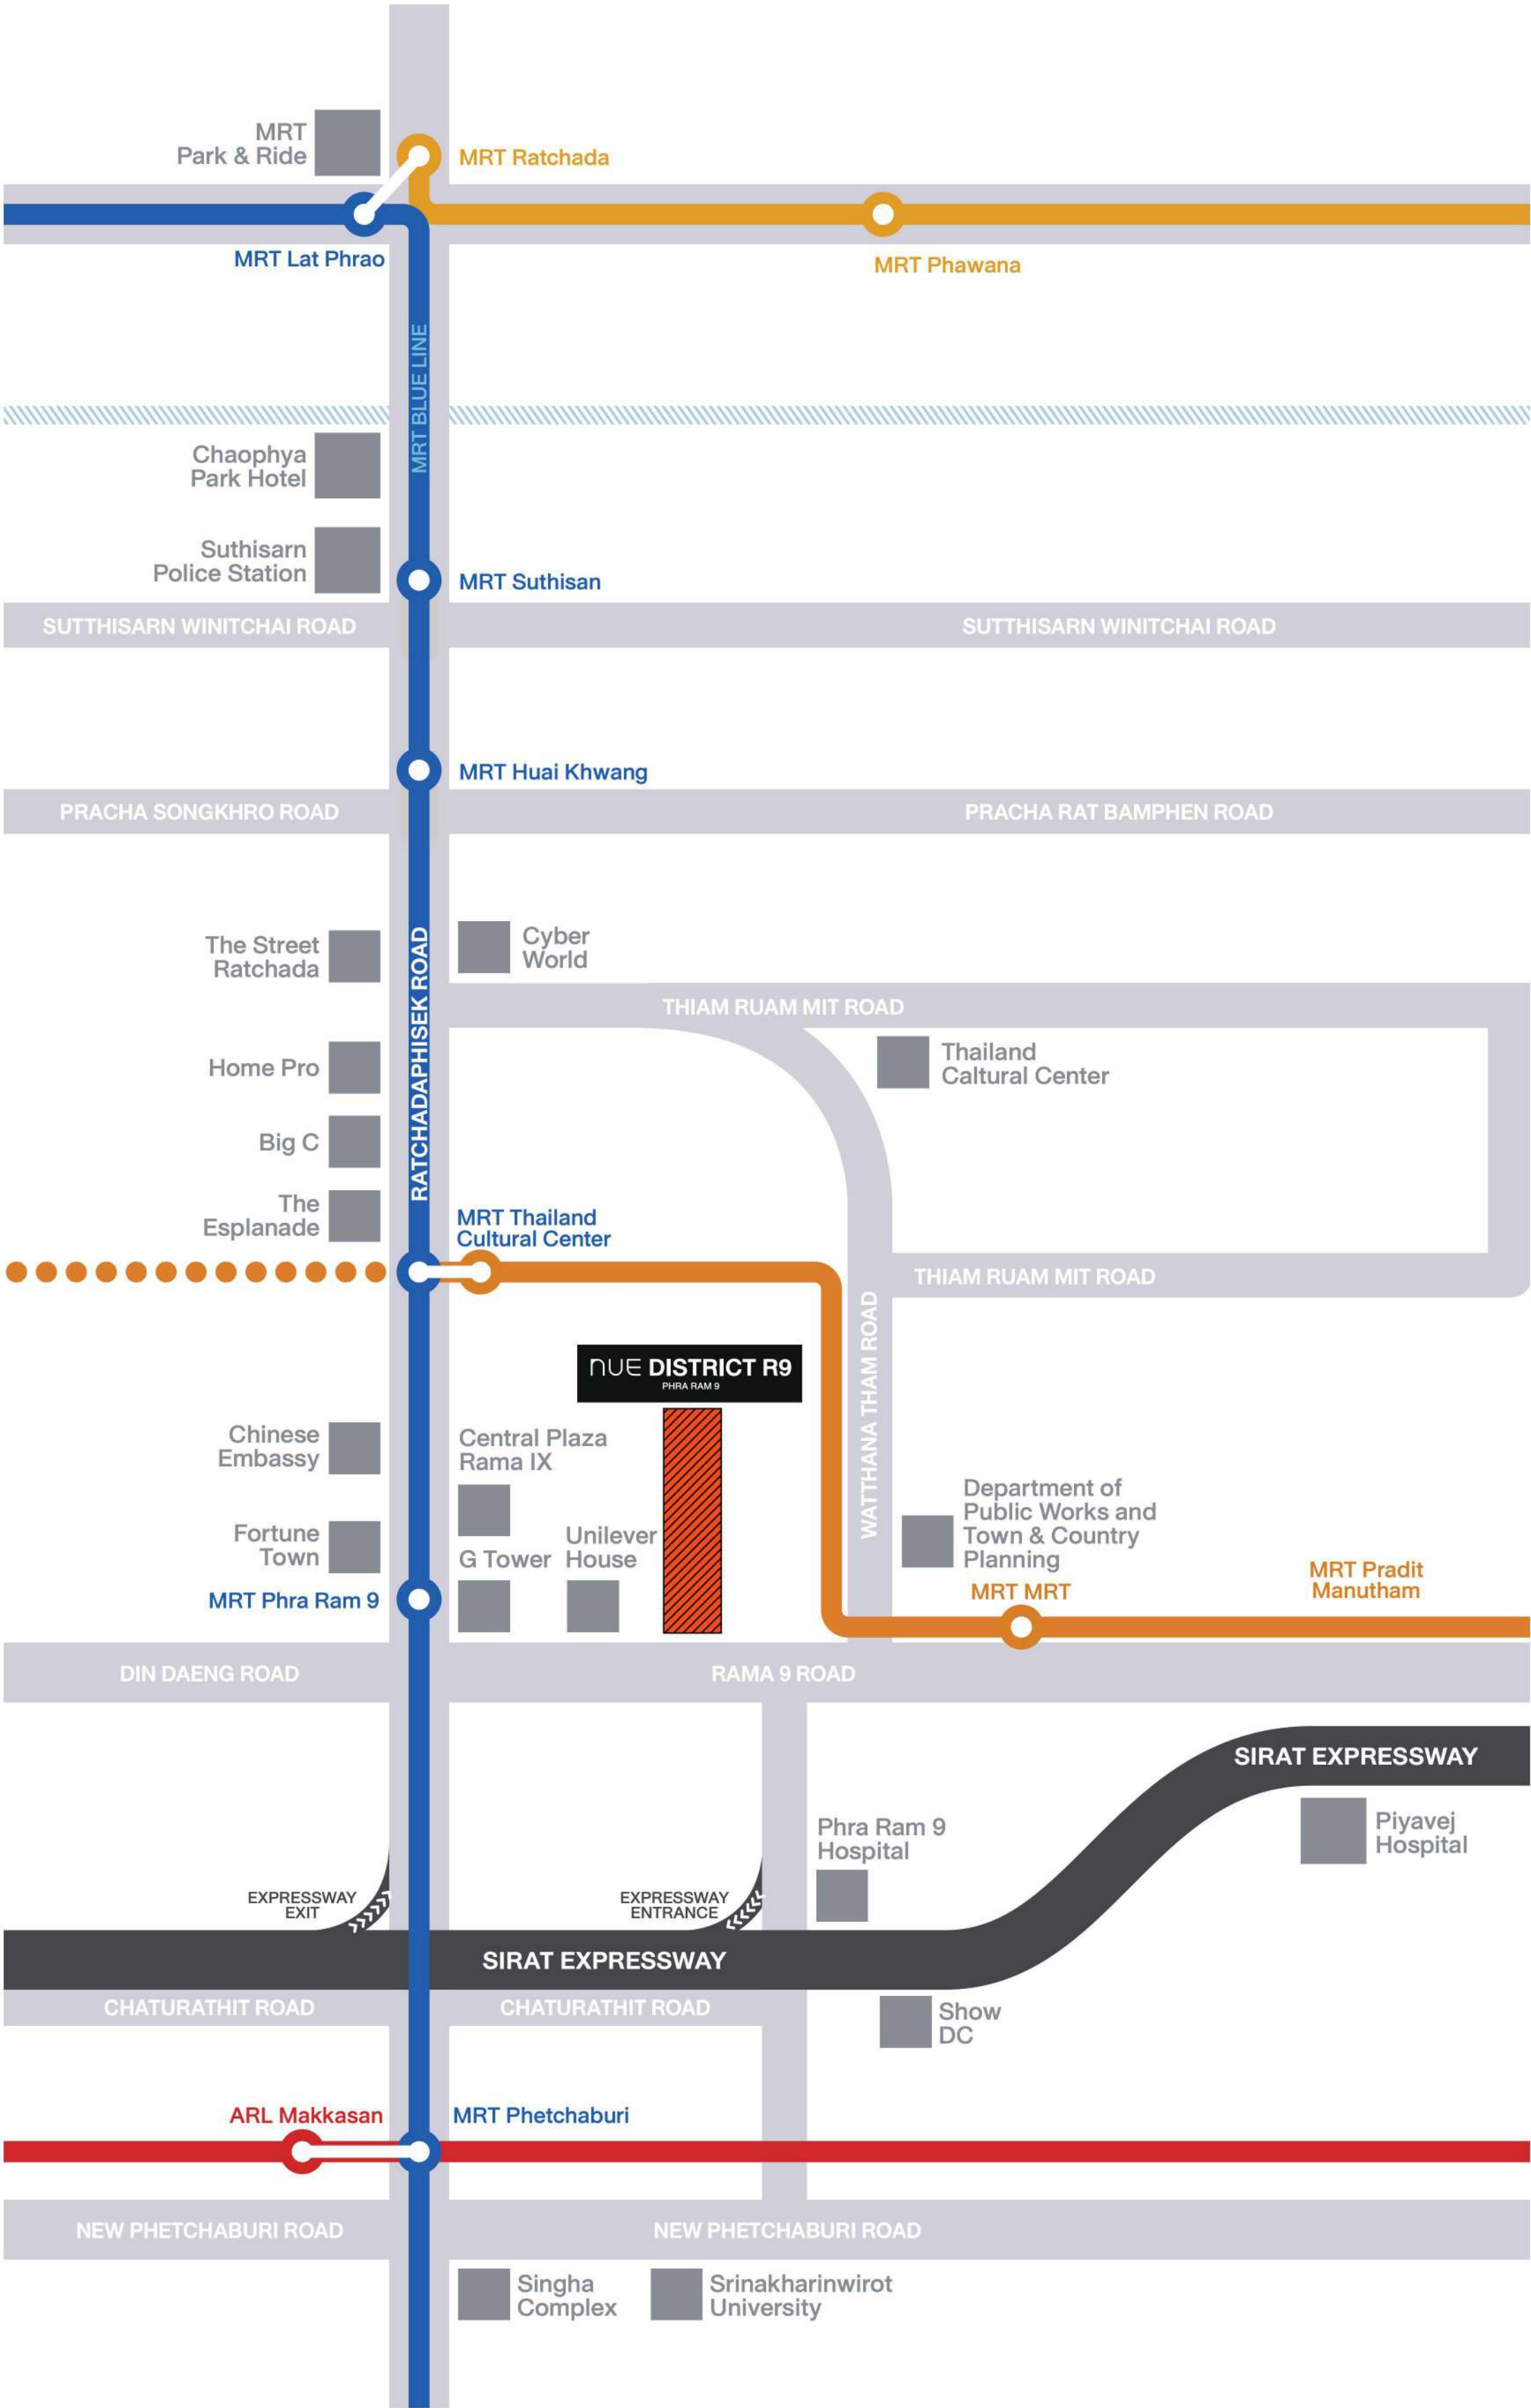 MRT
Park & Ride
MRT Ratchada
MRT Lat Phrao
MRT Phawana
MRT BLUE LINE
Chaophya
Park Hotel
Suthisarn
Police Station
MRT Suthisan
SUTTHISARN WINITCHAI ROAD
SUTTHISARN WINITCHAI ROAD
MRT Huai Khwang
PRACHA SONGKHRO ROAD
PRACHA RAT BAMPHEN ROAD
The Street
Ratchada
Cyber
World
RATCHADAPHISEK ROAD
THIAM RUAM MIT ROAD
Home Pro
Thailand
Caltural Center
Big C
The
Esplanade
MRT Thailand
Cultural Center
THIAM RUAM MIT ROAD
WATTHANA THAM ROAD
nUE DISTRICT R9
PHRA RAM 9
Chinese
Embassy
Central Plaza
Rama IX
Fortune
Town
G Tower
Unilever
House
Department of
Public Works and
Town & Country
Planning
MRT Phra Ram 9
MRT MRT
MRT Pradit
Manutham
DIN DAENG ROAD
RAMA 9 ROAD
SIRAT EXPRESSWAY
Phra Ram 9
Hospital
Piyavej
Hospital
EXPRESSWAY
EXIT
EXPRESSWAY
ENTRANCE
SIRAT EXPRESSWAY
CHATURATHIT ROAD
CHATURATHIT ROAD
Show
DC
ARL Makkasan
MRT Phetchaburi
NEW PHETCHABURI ROAD
NEW PHETCHABURI ROAD
Singha
Complex
Srinakharinwirot
University